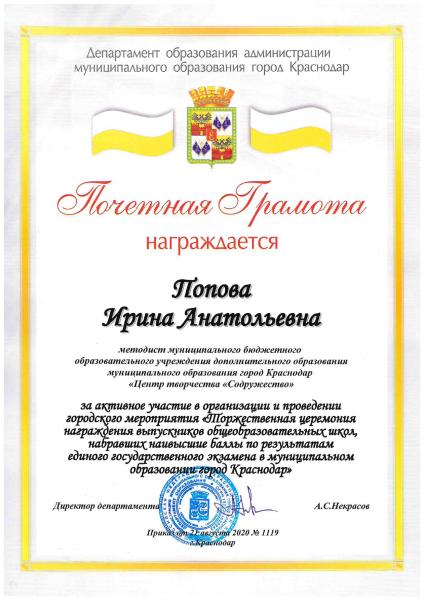 Департамент образования администрации
муниципального образования город Краснодар
Почетная Грамота
награждается
Попова
Ирина Анатольевна
методист муниципального бюджетного
образовательного учреждения дополнительного образования
муниципального образования город Краснодар
«Центр творчества «Содружество»
за активное участие в организации и проведении
городского мероприятия «Торжественная церемония
награждения выпускников общеобразовательных школ,
набравших наивысшие баллы по результатам
единого государственного экзамена в муниципальном
образовании город Краснодар»
Директор департамента А.С.Некрасов
Приказ от 21 августа 2020 № 1119
г.Краснодар